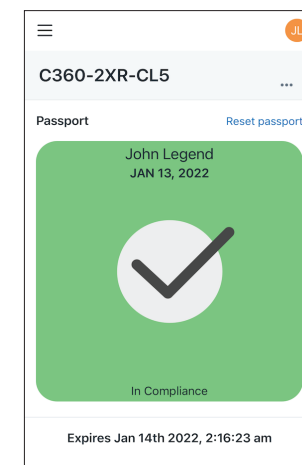 JL
C360-2XR-CL5
...
Passport
Reset passport
John Legend
JAN 13, 2022
In Compliance
Expires Jan 14th 2022, 2:16:23 am